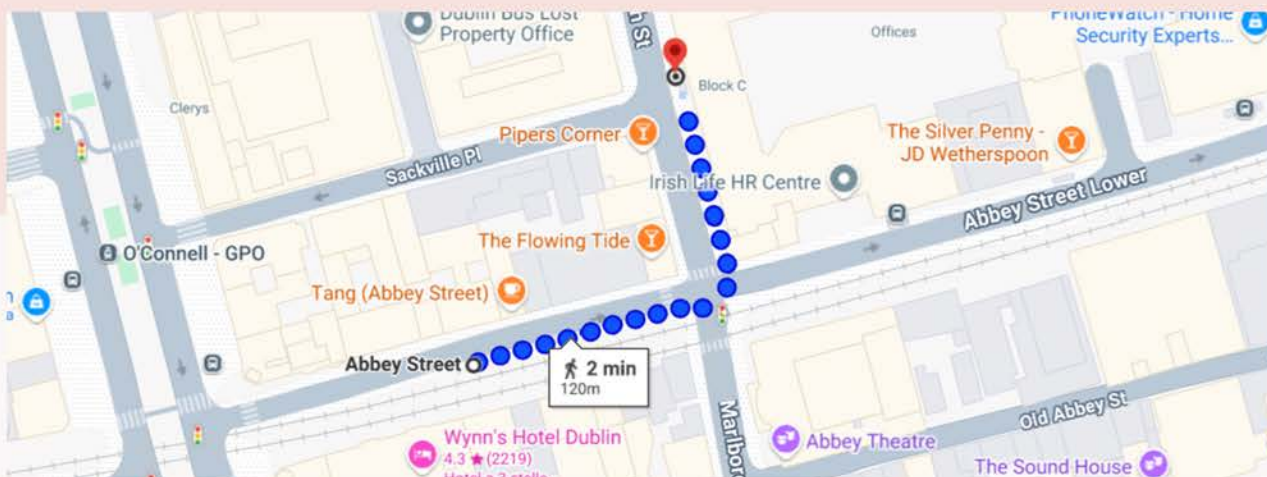 Dublin Bus Lost
Property Office
Offices
PhoneWatch - Home
Security Experts...
Block C
Clerys
Pipers Corner
The Silver Penny -
JD Wetherspoon
Sackville Pl
Irish Life HR Centre
Abbey Street Lower
The Flowing Tide
O'Connell - GPO
Tang (Abbey Street)
Abbey Street
2 min
120m
Old Abbey St
Wynn's Hotel Dublin
4.3 ★ (2219)
Abbey Theatre
The Sound House